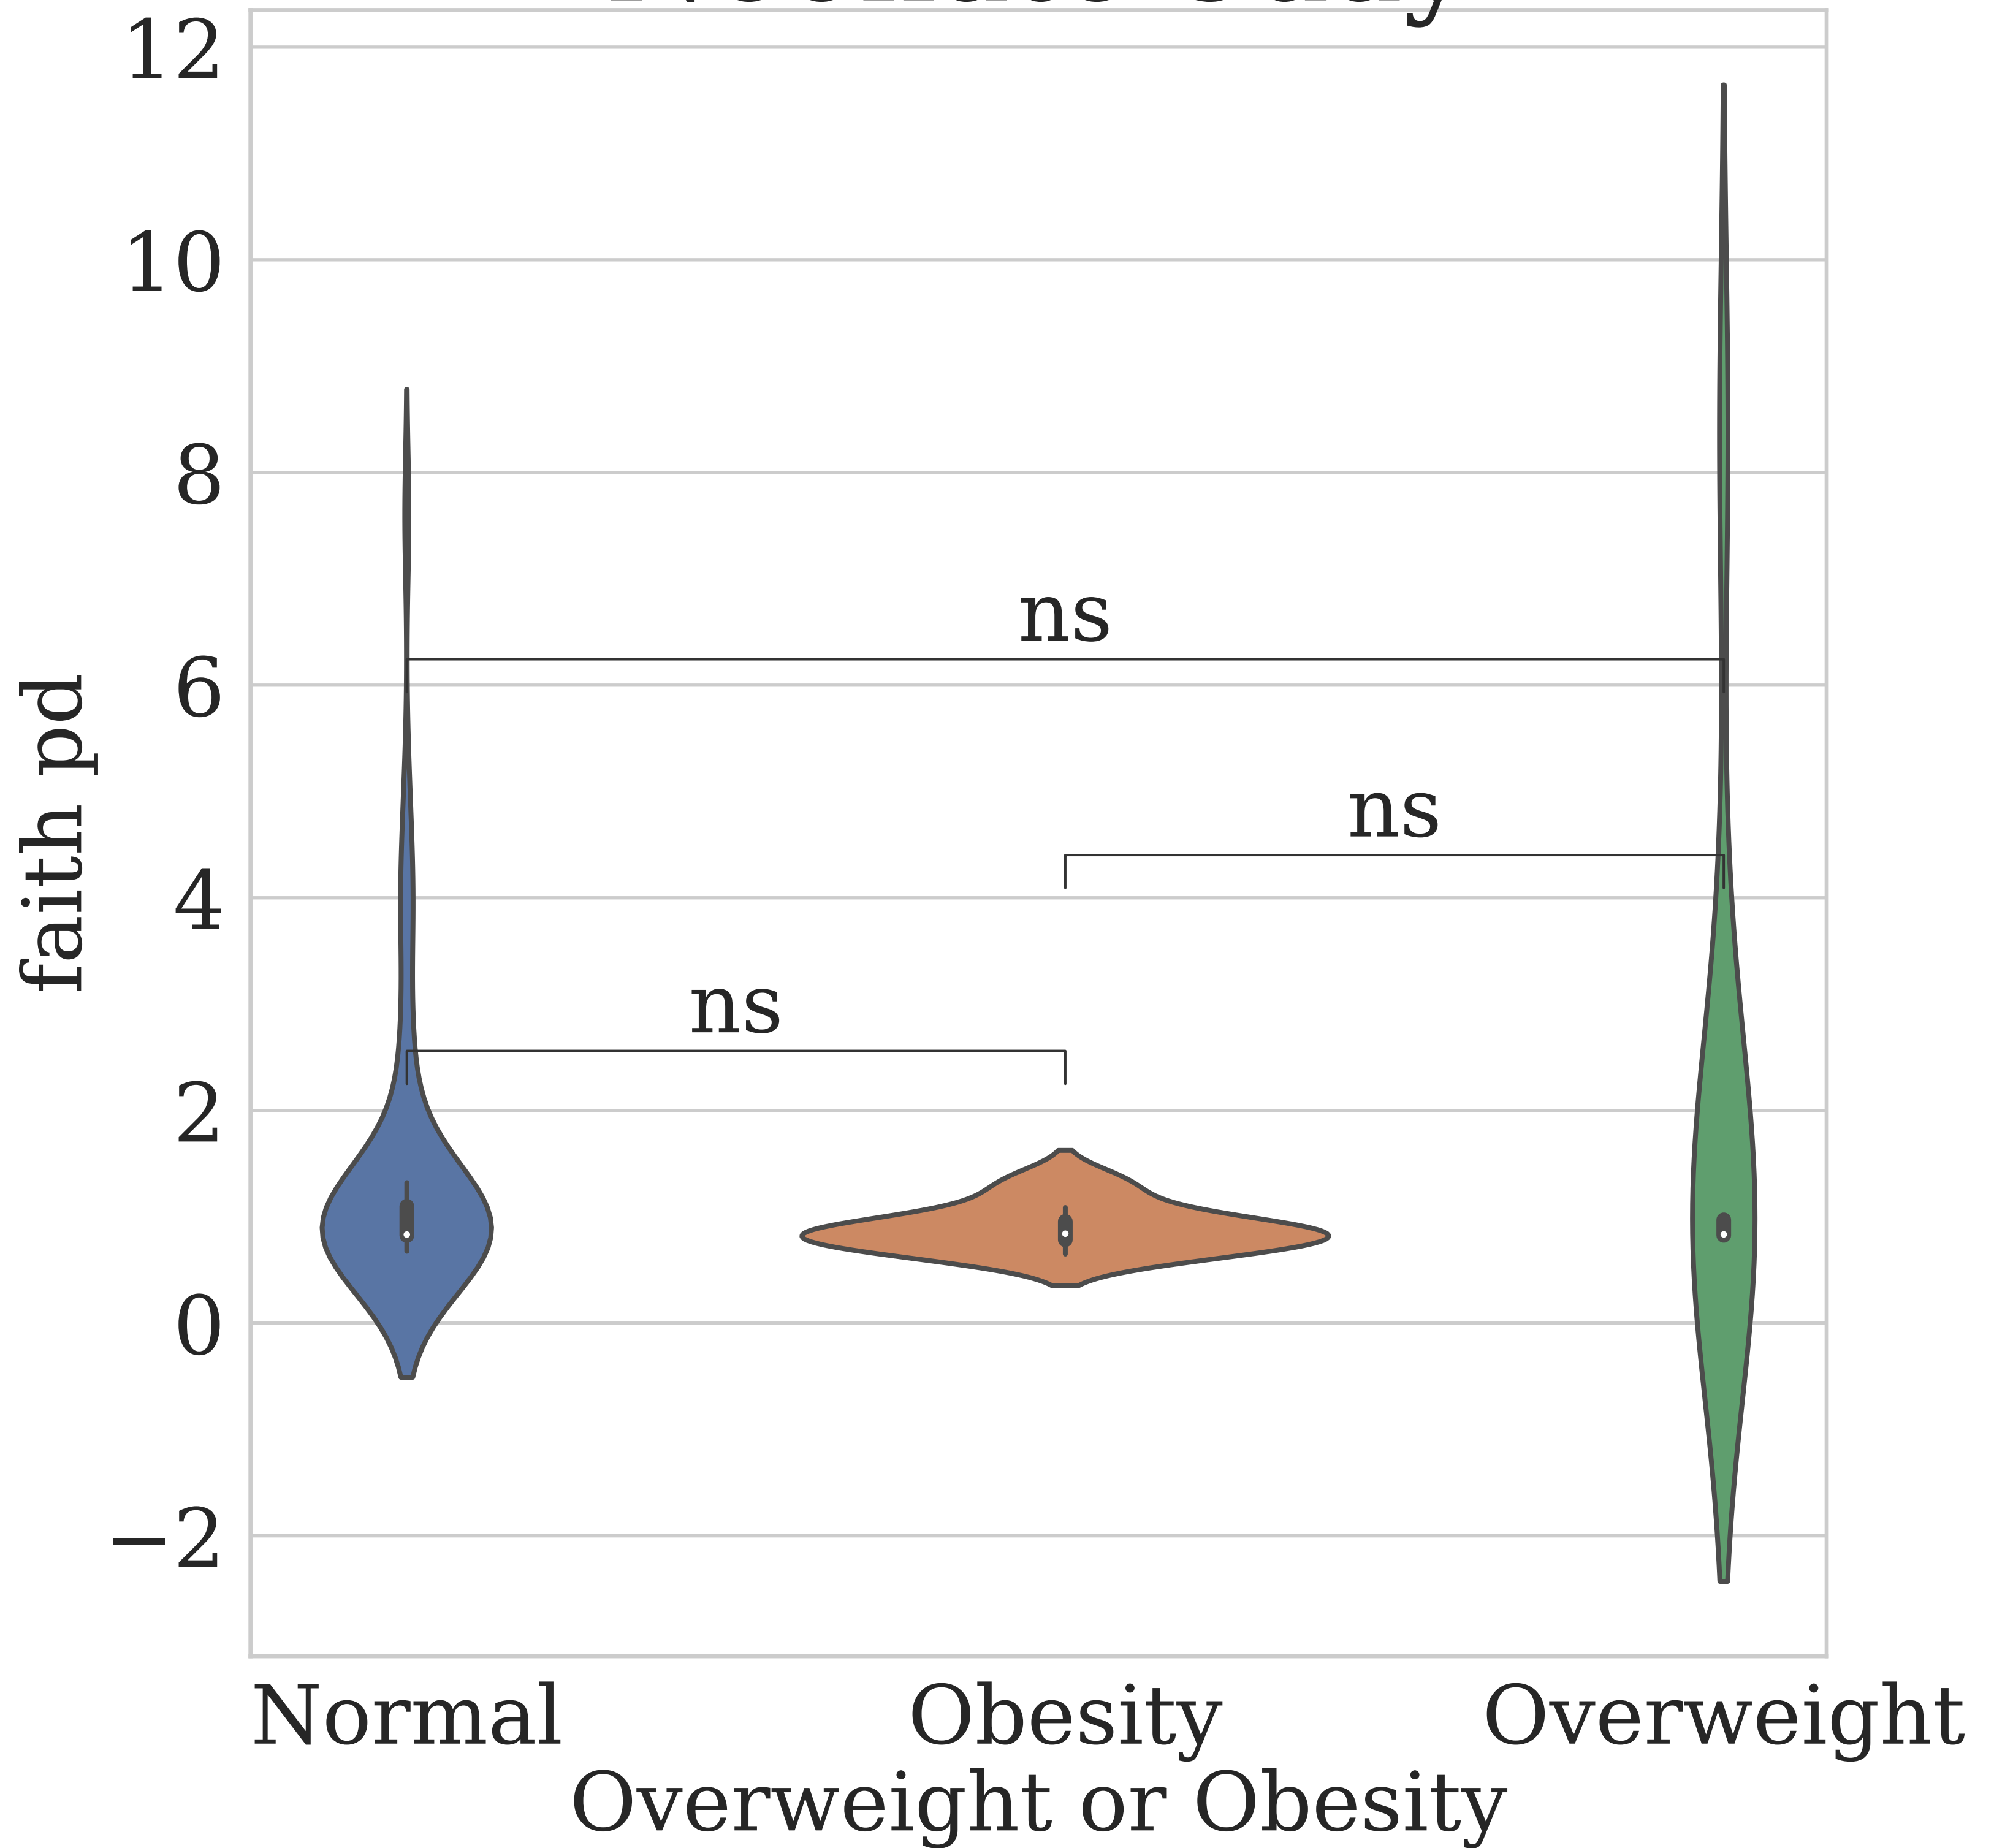 12
10
8
6
4
2
0
−2
faith pd
ns
ns
ns
Normal Obesity Overweight
Overweight or Obesity